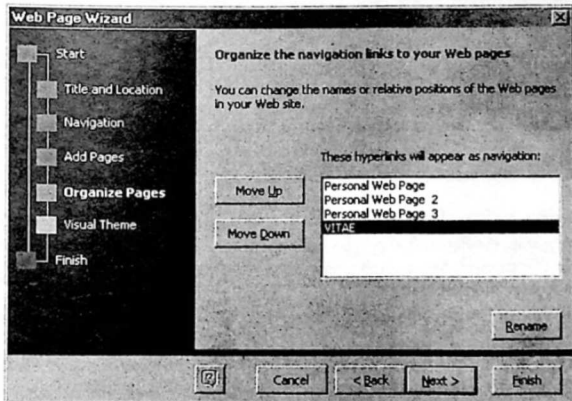 Web Page Wizard
Start
Title and Location
Navigation
Add Pages
Organize Pages
Visual Theme
Finish
Organize the navigation links to your Web pages
You can change the names or relative positions of the Web pages
in your Web site.
These hyperlinks will appear as navigation:
Move Up
Move Down
Personal Web Page
Personal Web Page 2
Personal Web Page 3
VITAE
Rename
Cancel
< Back
Next >
Finish